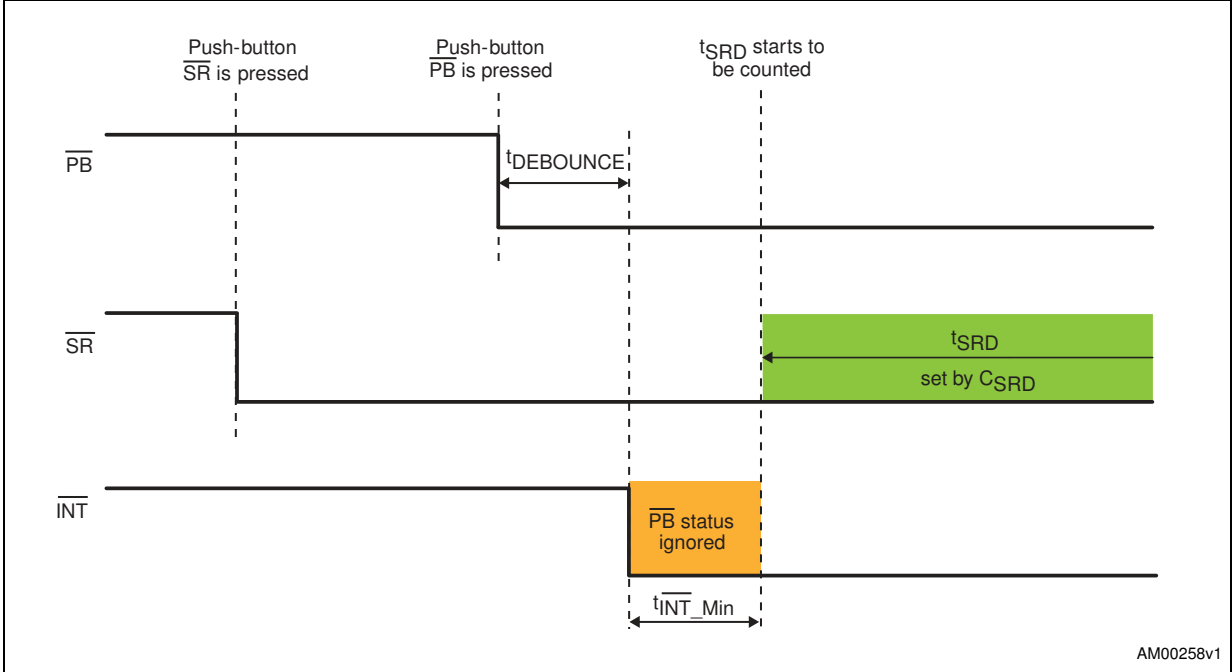 Push-button
SR is pressed
Push-button
PB is pressed
tSRD starts to
be counted
PB
tDEBOUNCE
SR
tSRD
set by CSRD
INT
PB status
ignored
tINT_Min
AM00258v1